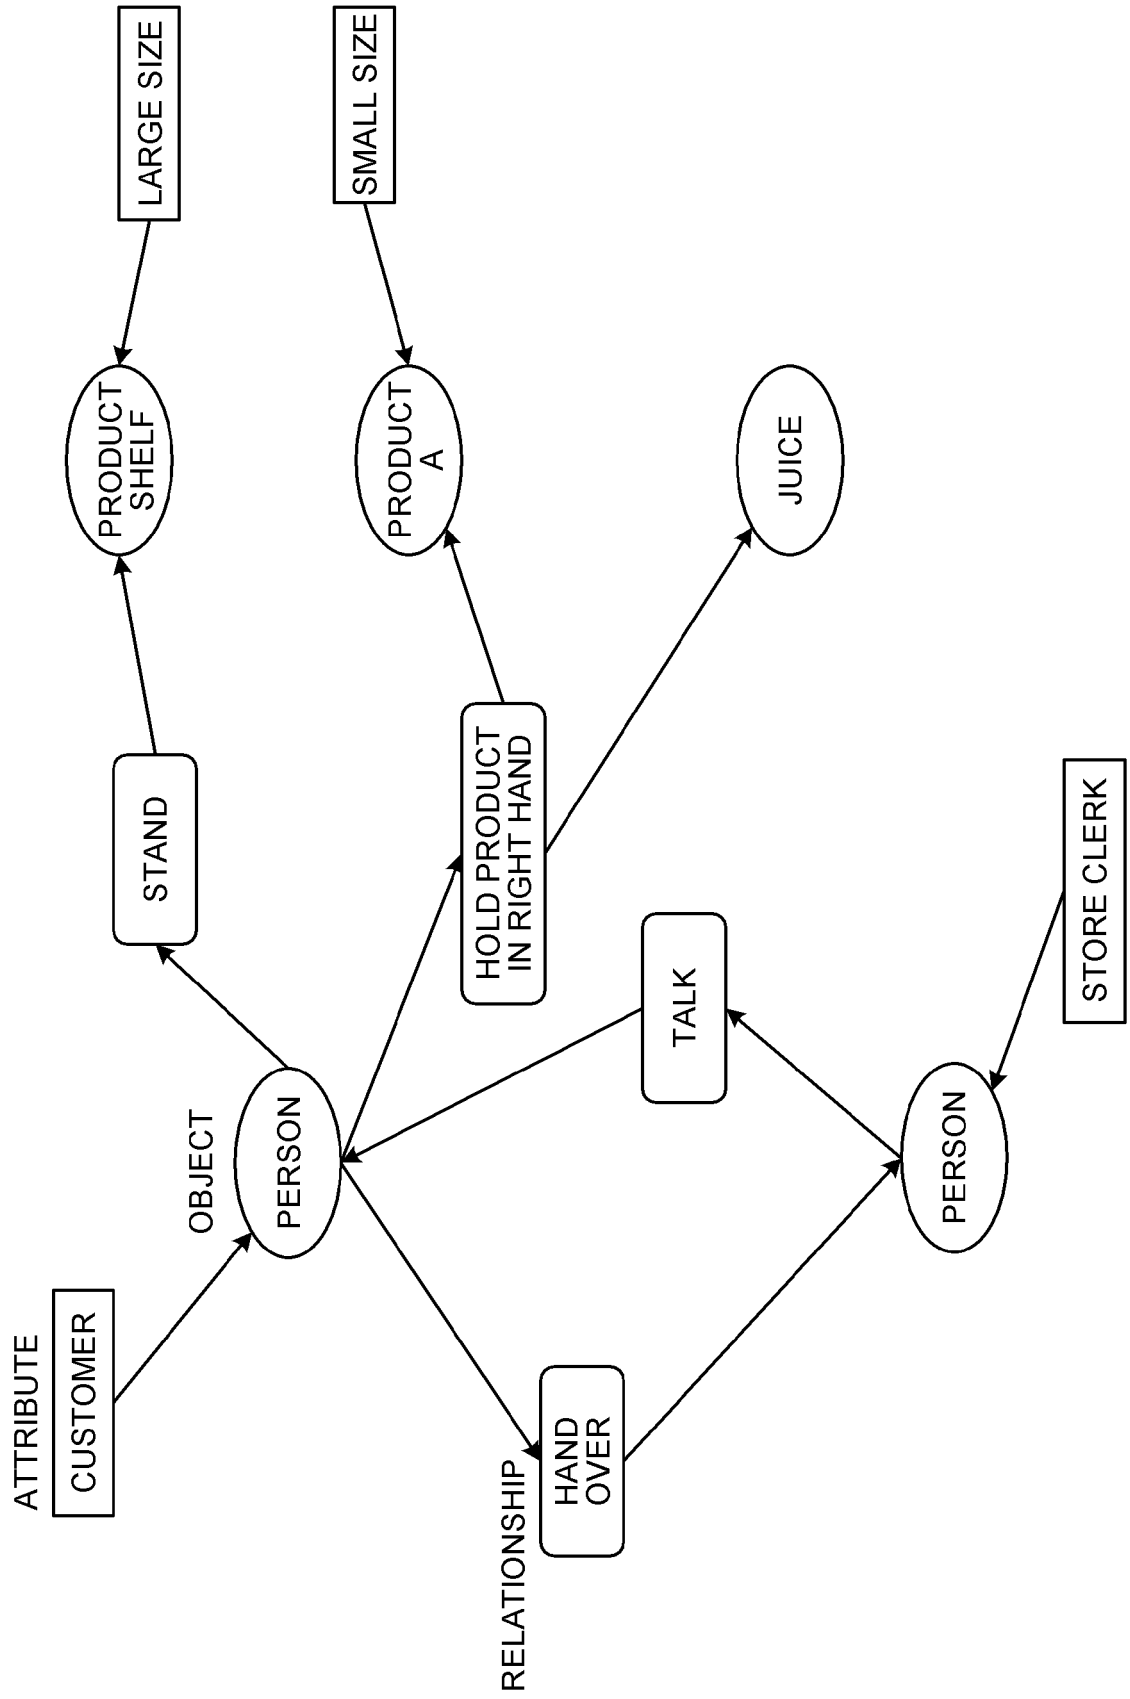 ATTRIBUTE
CUSTOMER
OBJECT
PERSON
STAND
PRODUCT
SHELF
LARGE SIZE
RELATIONSHIP
HAND
OVER
HOLD PRODUCT
IN RIGHT HAND
PRODUCT
A
SMALL SIZE
TALK
JUICE
PERSON
STORE CLERK